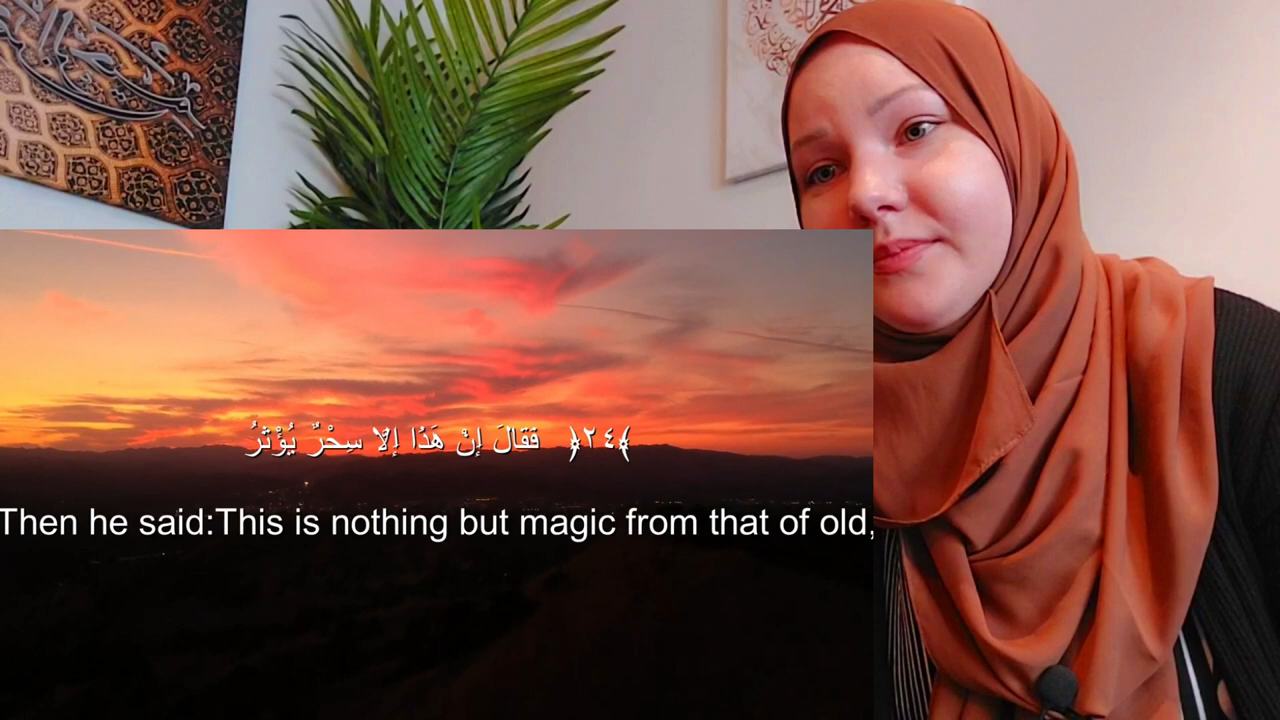 فَقَالَ إِنْ هَذَا إِلَّا سِحْرٌ يُؤْثَرُ ﴿٢٤﴾
Then he said:This is nothing but magic from that of old,